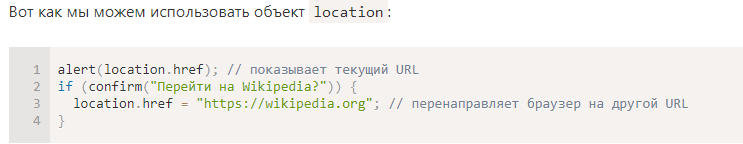 Вот как мы можем использовать объект location:
1 alert(location.href); // показывает текущий URL
2 if (confirm("Перейти на Wikipedia?")) {
3   location.href = "https://wikipedia.org"; // перенаправляет браузер на другой URL
4 }